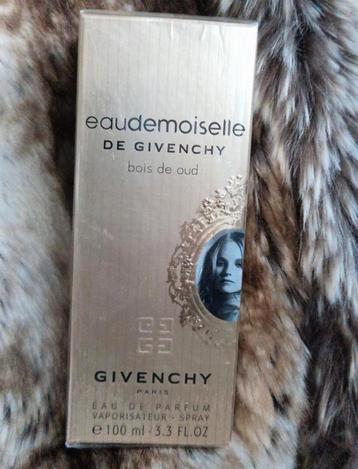 eaudemoiselle
DE GIVENCHY
bois de oud
GIVENCHY
PARIS
EAU DE PARFUM
VAPORISATEUR - SPRAY
℮ 100 ml - 3.3 FL.OZ